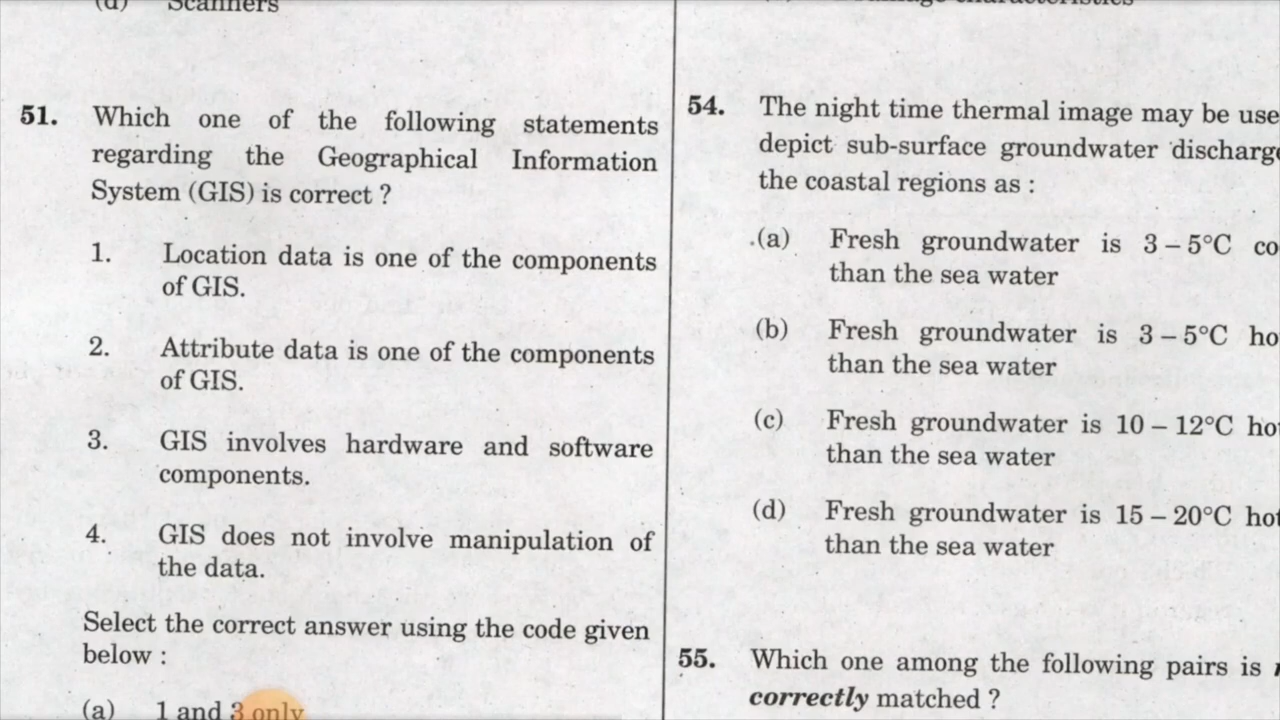 (d) Scanners
51. Which one of the following statements
regarding the Geographical Information
System (GIS) is correct ?
1. Location data is one of the components
of GIS.
2. Attribute data is one of the components
of GIS.
3. GIS involves hardware and software
components.
4. GIS does not involve manipulation of
the data.
Select the correct answer using the code given
below :
(a) 1 and 3 only
characteristics
54. The night time thermal image may be use
depict sub-surface groundwater discharge
the coastal regions as :
(a) Fresh groundwater is 3 – 5°C co
than the sea water
(b) Fresh groundwater is 3 – 5°C ho
than the sea water
(c) Fresh groundwater is 10 – 12°C hot
than the sea water
(d) Fresh groundwater is 15 – 20°C hot
than the sea water
55. Which one among the following pairs is
correctly matched ?